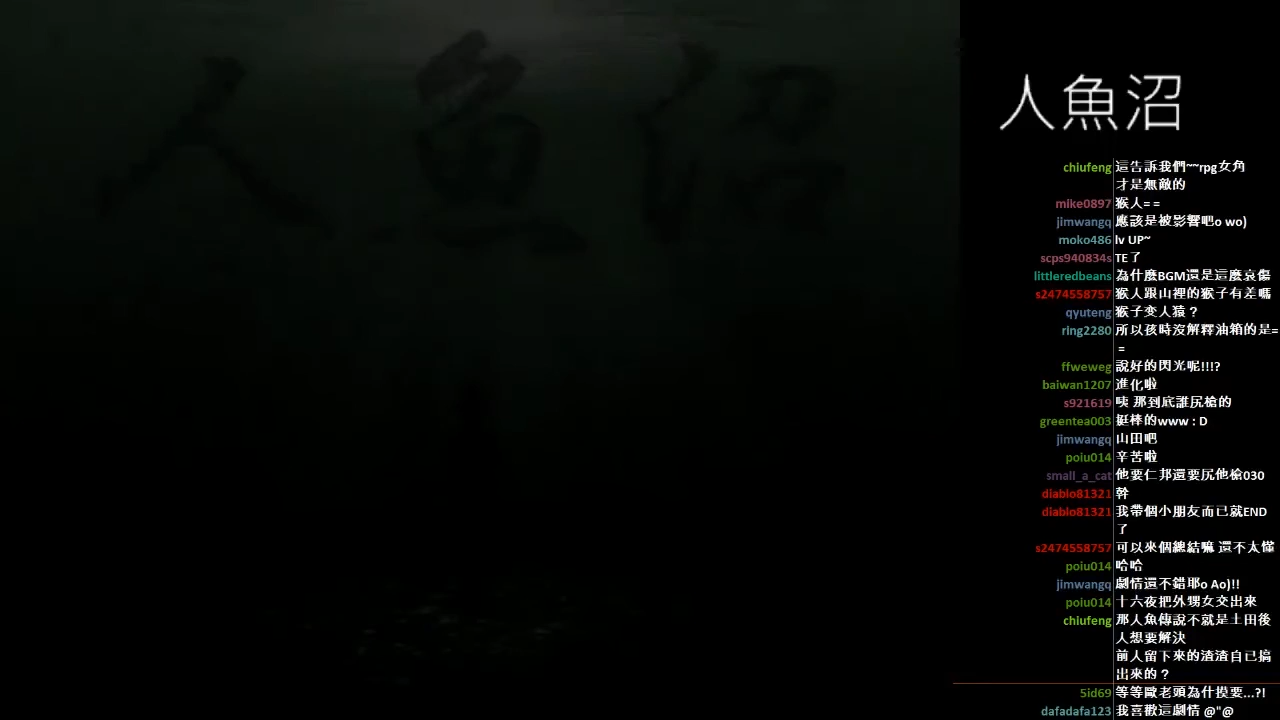 人魚沼
人魚沼
chiufeng 這告訴我們~~rpg女角
才是無敵的
mike0897 猴人= =
jimwangq 應該是被影響吧o wo)
moko486 lv UP~
scps940834s TE了
littleredbeans 為什麼BGM還是這麼哀傷
s2474558757 猴人跟山裡的猴子有差嗎
qyuteng 猴子变人猿？
ring2280 所以孩時沒解釋油箱的是=
=
ffweweg 說好的閃光呢!!!?
baiwan1207 進化啦
s921619 咦 那到底誰尻槍的
greentea003 挺棒的www : D
jimwangq 山田吧
poiu014 辛苦啦
small_a_cat 他要仁邦還要尻他槍030
diablo81321 幹
diablo81321 我帶個小朋友而已就END
了
s2474558757 可以來個總結嘛 還不太懂
poiu014 哈哈
jimwangq 劇情還不錯耶o Ao)!!
poiu014 十六夜把外甥女交出來
chiufeng 那人魚傳說不就是土田後
人想要解決
前人留下來的渣渣自已搞
出來的？
5id69 等等歐老頭為什摸要...?!
dafadafa123 我喜歡這劇情 @"@